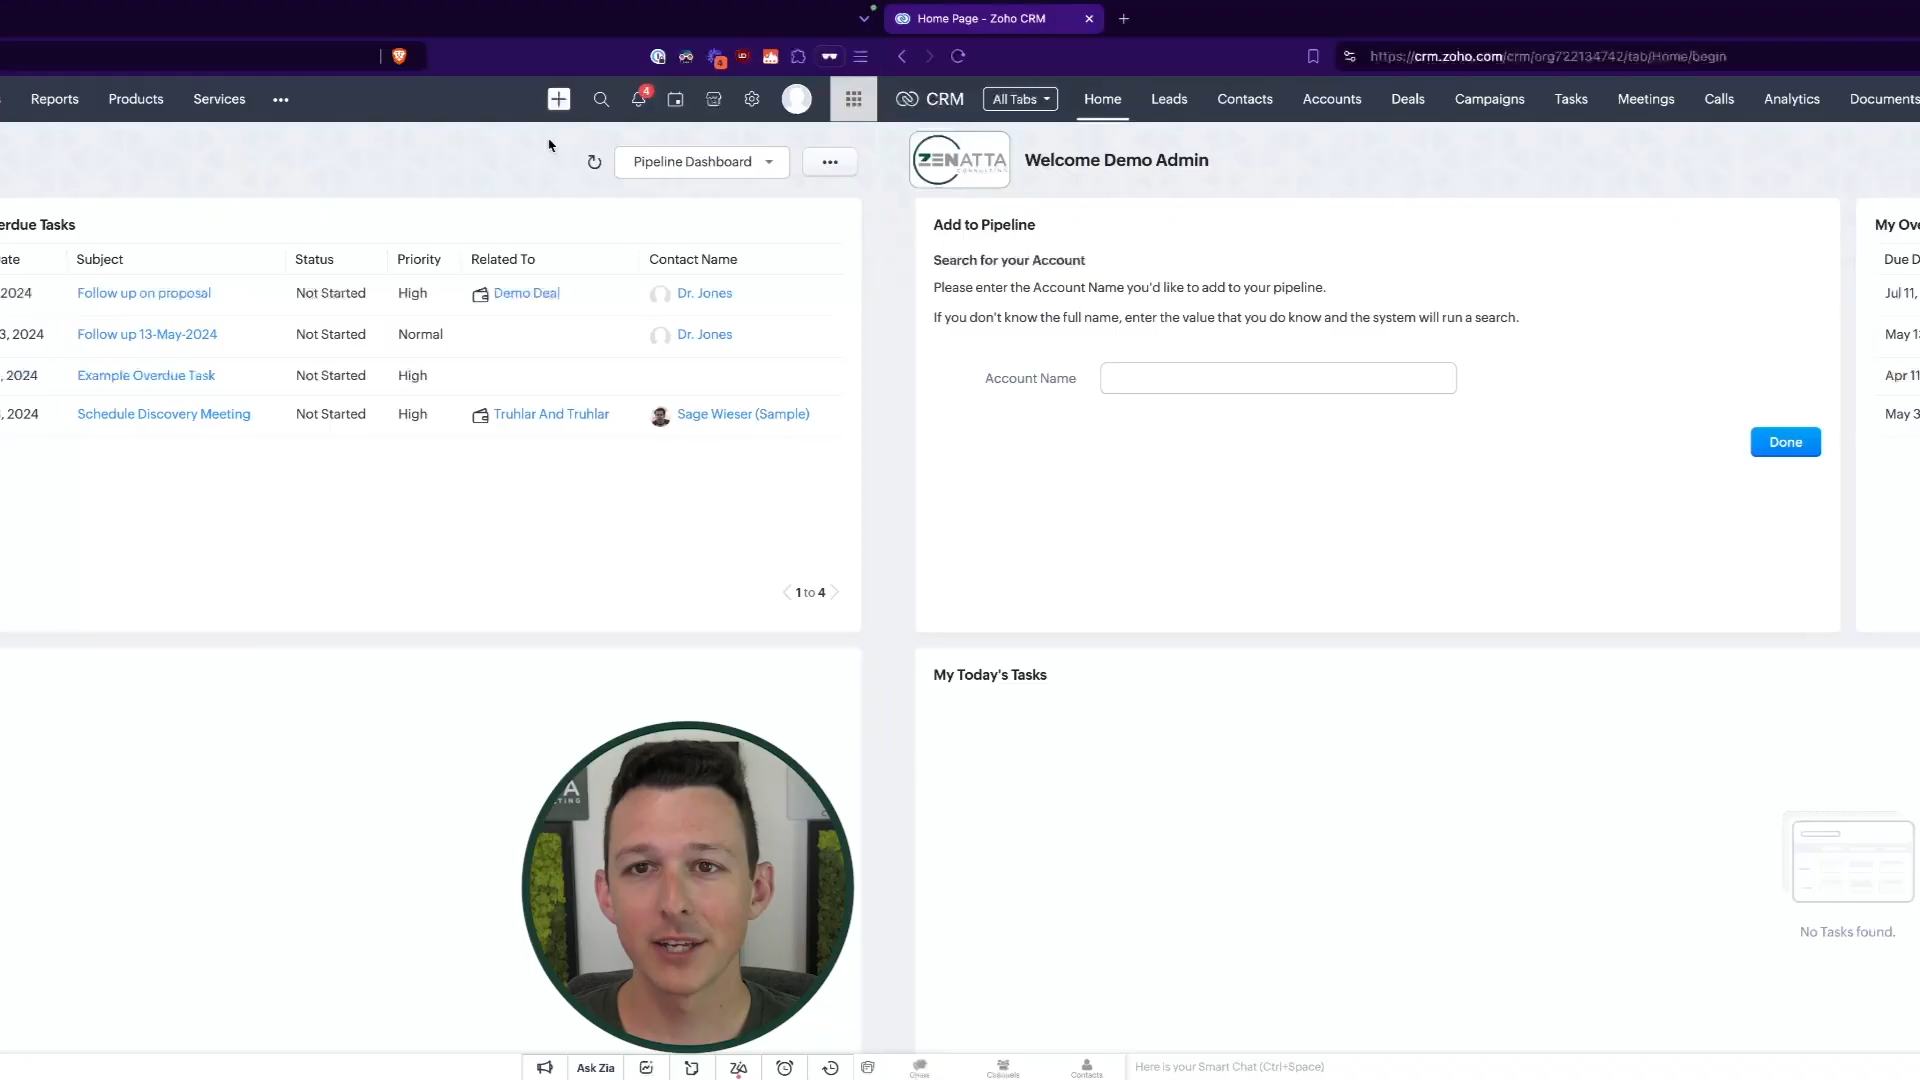 Home Page - Zoho CRM
https://crm.zoho.com/crm/org722134742/tab/Home/begin
4
Reports
Products
Services
4
CRM
All Tabs
Home
Leads
Contacts
Accounts
Deals
Campaigns
Tasks
Meetings
Calls
Analytics
Documents
Pipeline Dashboard
ZENATTA
CONSULTING
Welcome Demo Admin
erdue Tasks
ate
Subject
Status
Priority
Related To
Contact Name
2024
Follow up on proposal
Not Started
High
Demo Deal
Dr. Jones
3, 2024
Follow up 13-May-2024
Not Started
Normal
Dr. Jones
, 2024
Example Overdue Task
Not Started
High
, 2024
Schedule Discovery Meeting
Not Started
High
Truhlar And Truhlar
Sage Wieser (Sample)
1 to 4
Add to Pipeline
Search for your Account
Please enter the Account Name you'd like to add to your pipeline.
If you don't know the full name, enter the value that you do know and the system will run a search.
Account Name
Done
My Ove
Due D
Jul 11,
May 1
Apr 11
May 3
My Today's Tasks
No Tasks found.
A
TING
Ask Zia
Chats
Channels
Contacts
Here is your Smart Chat (Ctrl+Space)